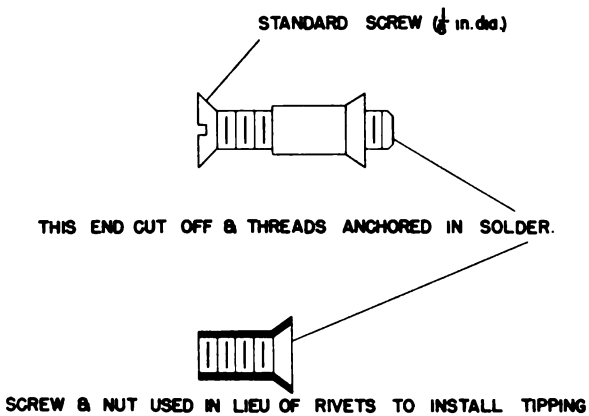 STANDARD SCREW (⅛ in.dia.)
THIS END CUT OFF & THREADS ANCHORED IN SOLDER.
SCREW & NUT USED IN LIEU OF RIVETS TO INSTALL TIPPING